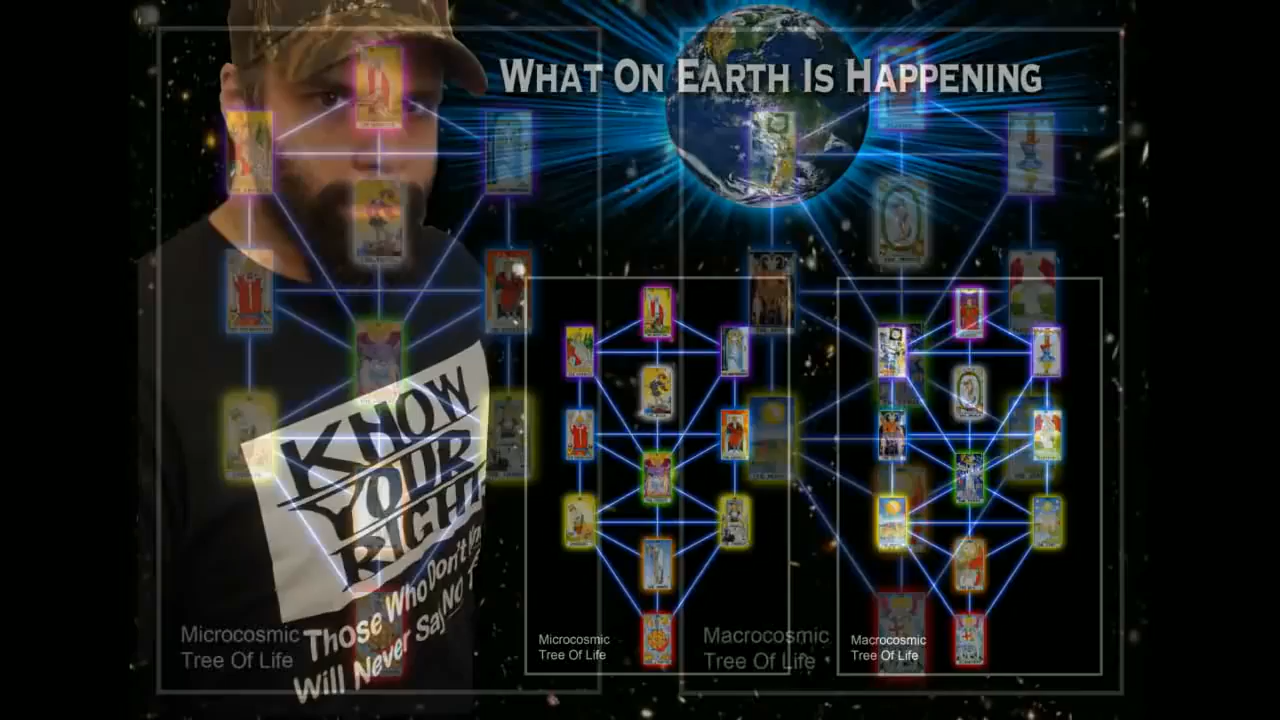 WHAT ON EARTH IS HAPPENING
KNOW
YOUR
RIGHT
Those Who Don't
Will Never Say No
Microcosmic
Tree Of Life
Microcosmic
Tree Of Life
Macrocosmic
Tree Of Life
Macrocosmic
Tree Of Life